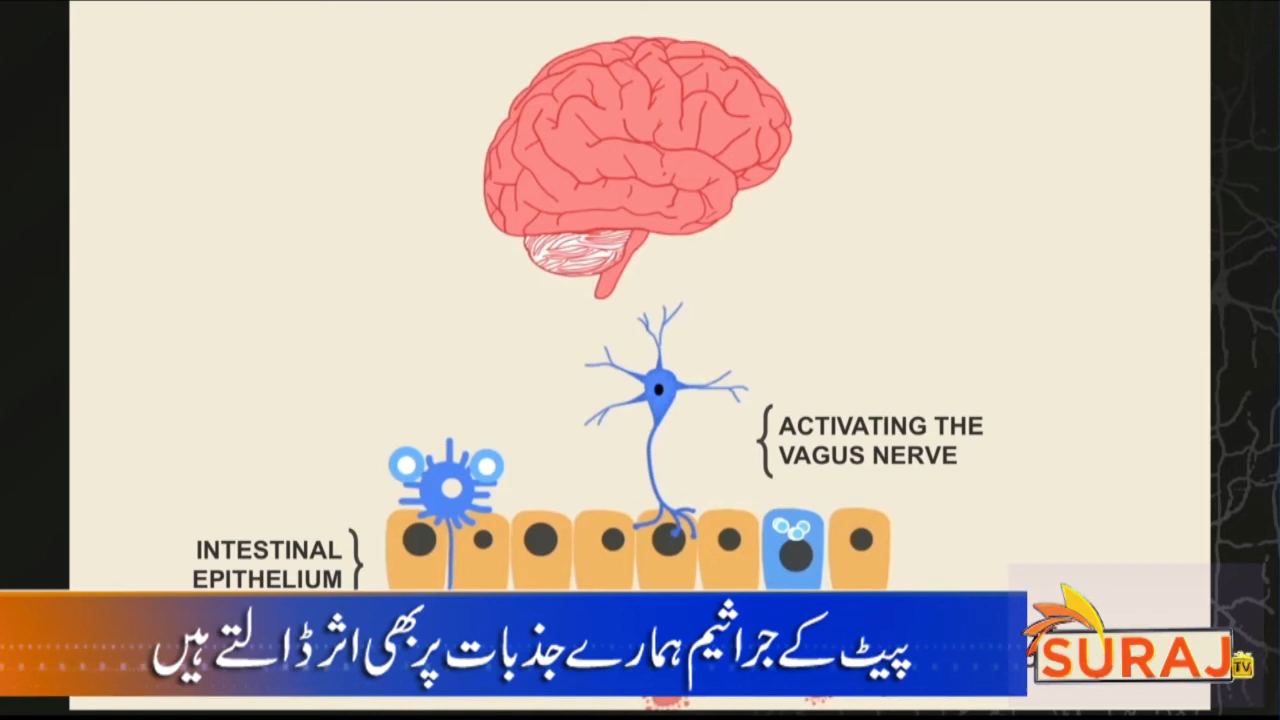 ACTIVATING THE
VAGUS NERVE
INTESTINAL
EPITHELIUM
پیٹ کے جراثیم ہمارے جذبات پر بھی اثر ڈالتے ہیں
SURAJ
TV